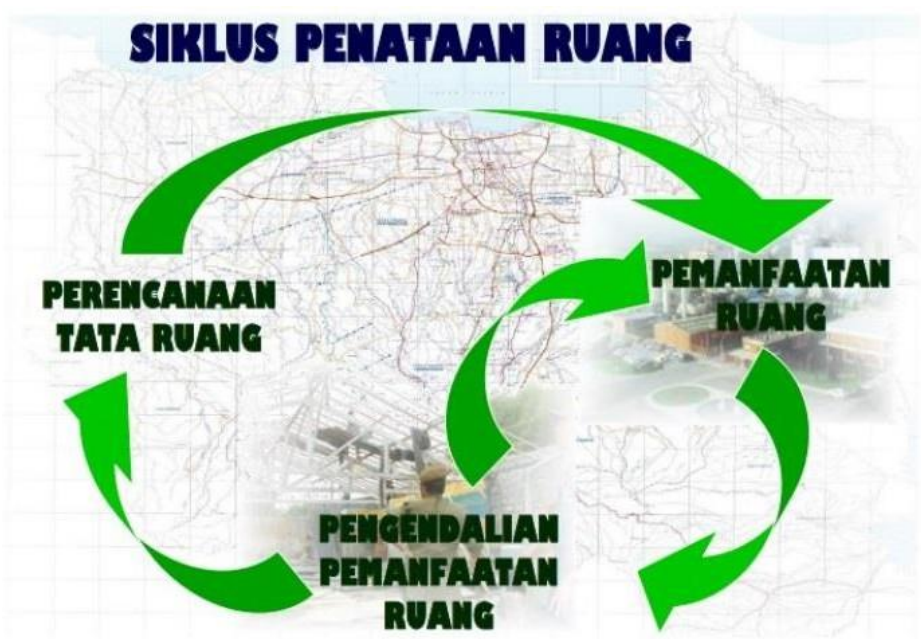 SIKLUS PENATAAN RUANG
PERENCANAAN
TATA RUANG
PEMANFAATAN
RUANG
PENGENDALIAN
PEMANFAATAN
RUANG